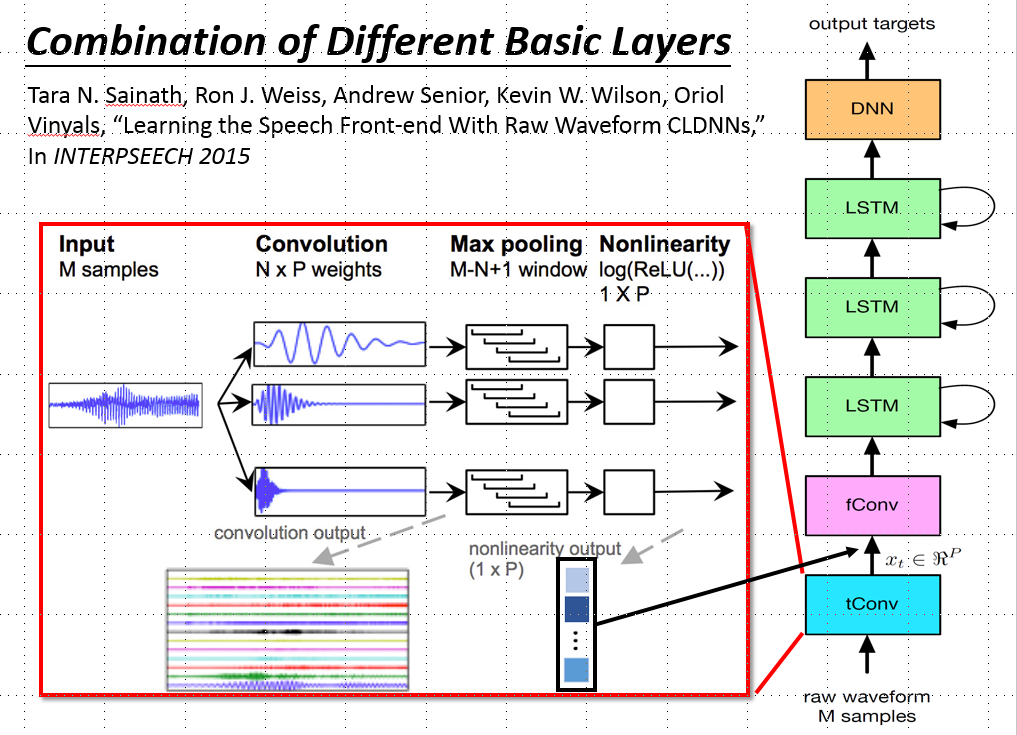 Combination of Different Basic Layers
Tara N. Sainath, Ron J. Weiss, Andrew Senior, Kevin W. Wilson, Oriol
Vinyals, “Learning the Speech Front-end With Raw Waveform CLDNNs,”
In INTERPSEECH 2015
Input
M samples
Convolution
N x P weights
Max pooling
M-N+1 window
Nonlinearity
log(ReLU(...))
1 X P
convolution output
nonlinearity output
(1 x P)
output targets
DNN
LSTM
LSTM
LSTM
fConv
x_t ∈ ℜ^P
tConv
raw waveform
M samples